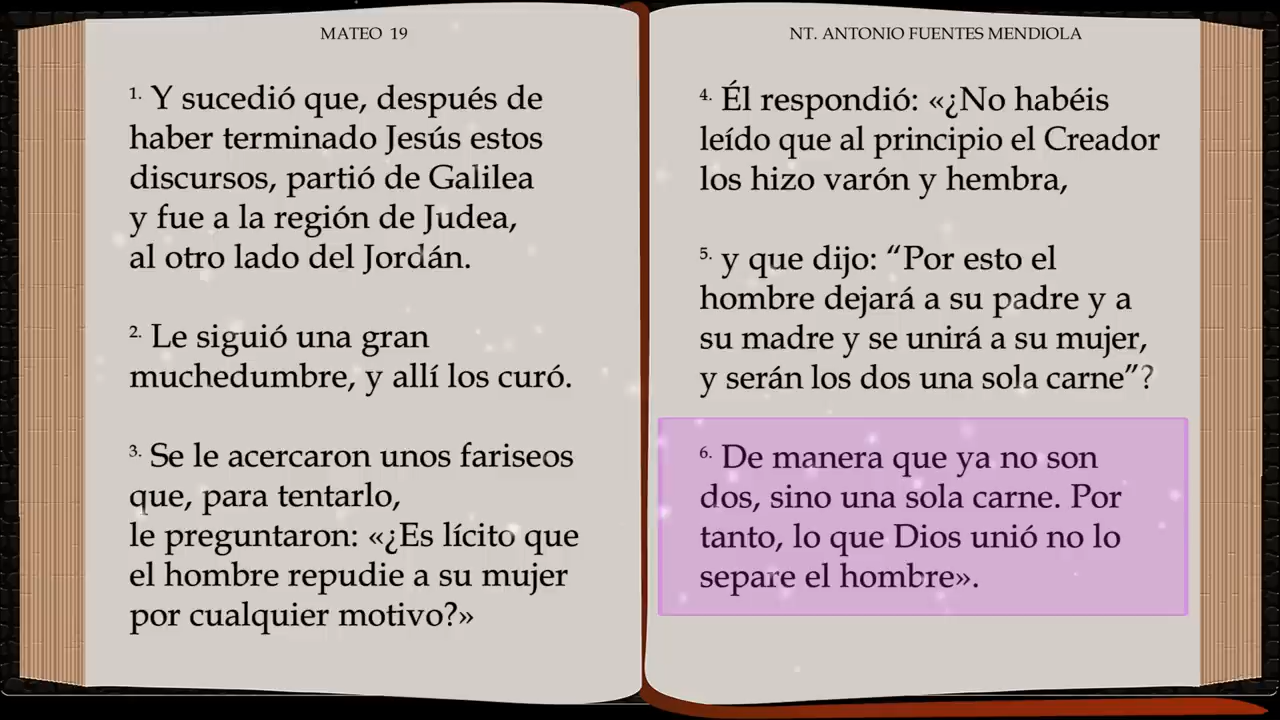 MATEO 19
1. Y sucedió que, después de
haber terminado Jesús estos
discursos, partió de Galilea
y fue a la región de Judea,
al otro lado del Jordán.
2. Le siguió una gran
muchedumbre, y allí los curó.
3. Se le acercaron unos fariseos
que, para tentarlo,
le preguntaron: «¿Es lícito que
el hombre repudie a su mujer
por cualquier motivo?»
NT. ANTONIO FUENTES MENDIOLA
4. Él respondió: «¿No habéis
leído que al principio el Creador
los hizo varón y hembra,
5. y que dijo: “Por esto el
hombre dejará a su padre y a
su madre y se unirá a su mujer,
y serán los dos una sola carne”?
6. De manera que ya no son
dos, sino una sola carne. Por
tanto, lo que Dios unió no lo
separe el hombre».